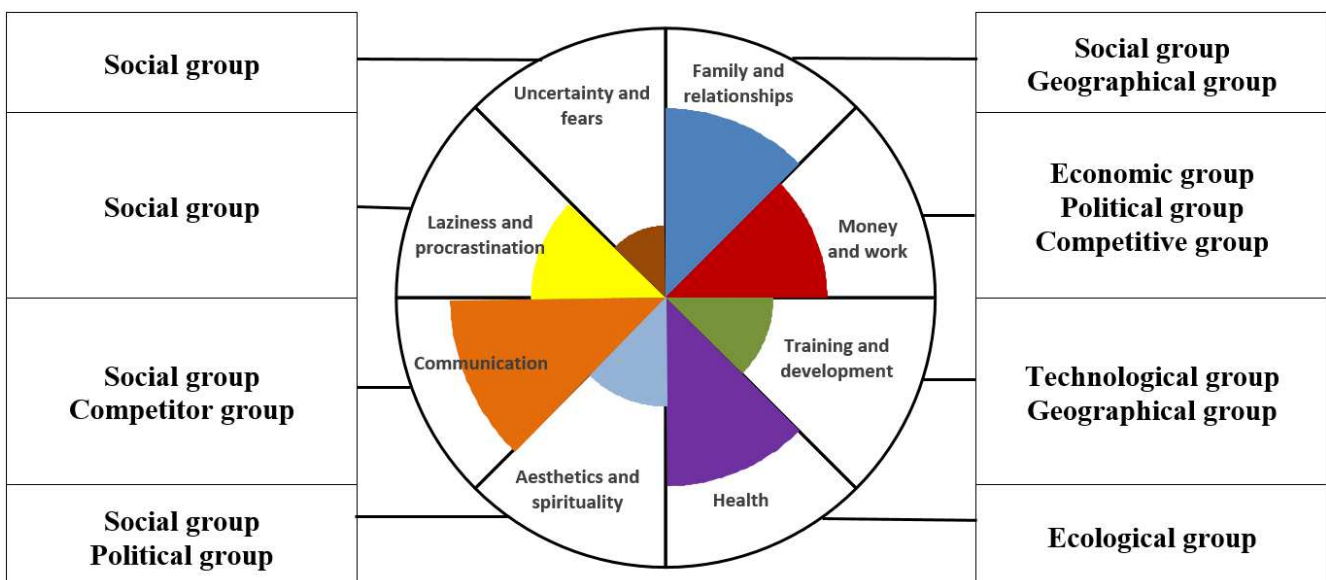 Social group
Social group
Social group
Competitor group
Social group
Political group
Uncertainty and
fears
Family and
relationships
Laziness and
procrastination
Money
and work
Communication
Training and
development
Aesthetics and
spirituality
Health
Social group
Geographical group
Economic group
Political group
Competitive group
Technological group
Geographical group
Ecological group